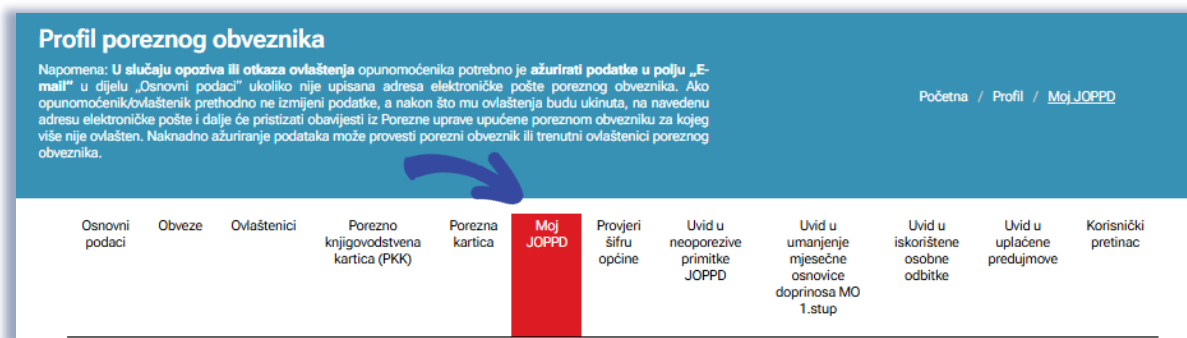 Profil poreznog obveznika
Napomena: U slučaju opoziva ili otkaza ovlaštenja opunomoćenika potrebno je ažurirati podatke u polju „E-
mail“ u dijelu „Osnovni podaci“ ukoliko nije upisana adresa elektroničke pošte poreznog obveznika. Ako
opunomoćenik/ovlaštenik prethodno ne izmijeni podatke, a nakon što mu ovlaštenja budu ukinuta, na navedenu
adresu elektroničke pošte i dalje će pristizati obavijesti iz Porezne uprave upućene poreznom obvezniku za kojeg
više nije ovlašten. Naknadno ažuriranje podataka može provesti porezni obveznik ili trenutni ovlaštenici poreznog
obveznika.
Početna / Profil / Moj JOPPD
Osnovni
podaci
Obveze
Ovlaštenici
Porezno
knjigovodstvena
kartica (PKK)
Porezna
kartica
Moj
JOPPD
Provjeri
šifru
općine
Uvid u
neoporezive
primitke
JOPPD
Uvid u
umanjenje
mjesečne
osnovice
doprinosa MO
1.stup
Uvid u
iskorištene
osobne
odbitke
Uvid u
uplaćene
predujmove
Korisnički
pretinac